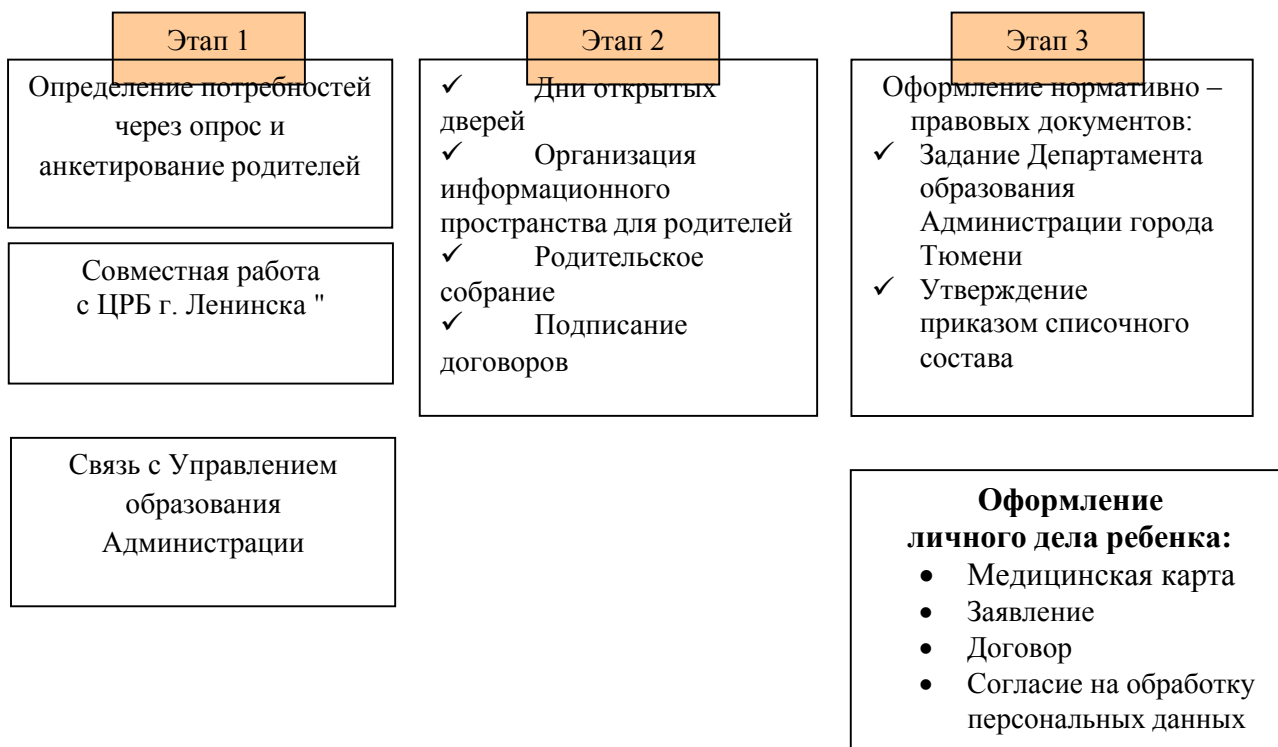 Этап 1
Определение потребностей
через опрос и
анкетирование родителей
Совместная работа
с ЦРБ г. Ленинска "
Связь с Управлением
образования
Администрации
Этап 2
✓ Дни открытых
дверей
✓ Организация
информационного
пространства для родителей
✓ Родительское
собрание
✓ Подписание
договоров
Этап 3
Оформление нормативно –
правовых документов:
✓ Задание Департамента
образования
Администрации города
Тюмени
✓ Утверждение
приказом списочного
состава
Оформление
личного дела ребенка:
• Медицинская карта
• Заявление
• Договор
• Согласие на обработку
персональных данных